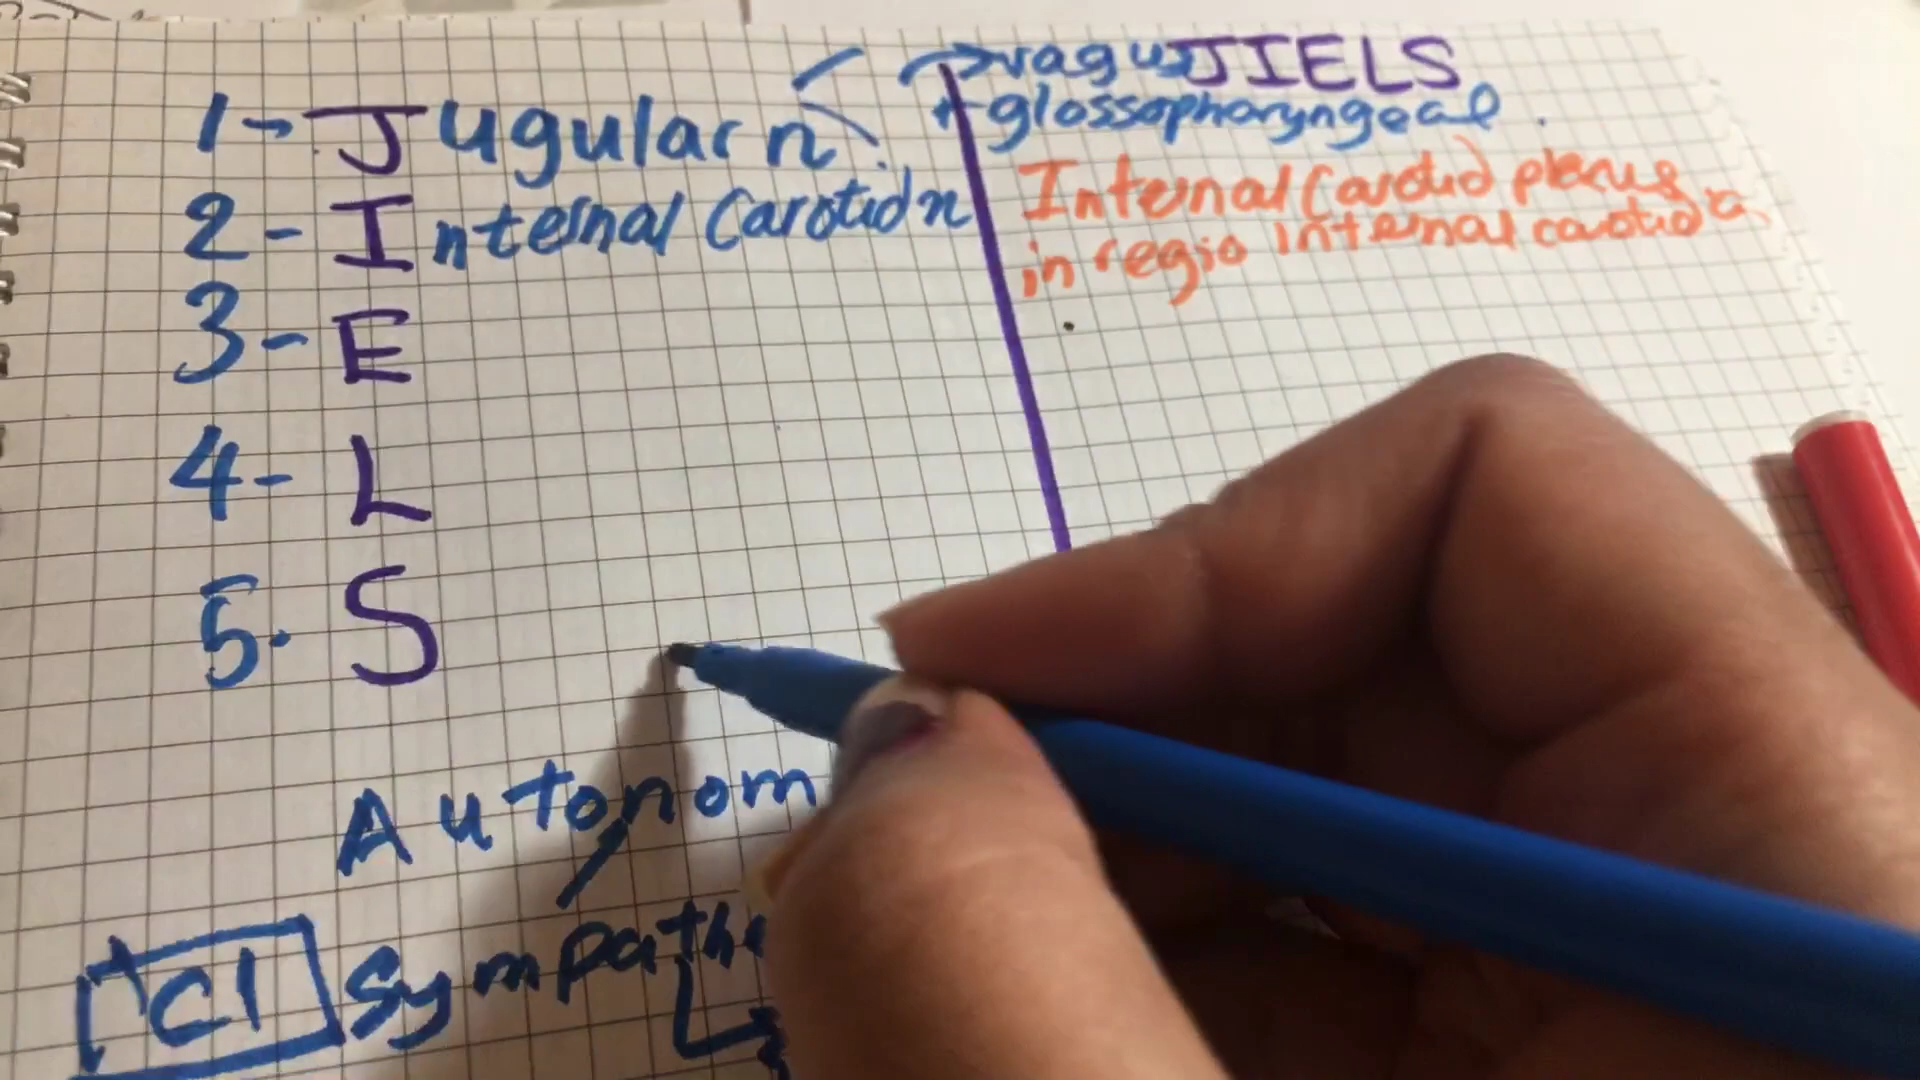 JIELS
1- Jugular n.
vagus
+ glossopharyngeal.
2- Internal Carotid n
Internal Carotid plexus
in regio internal carotid a,
3- E
4- L
5. S
Autonom
C1
Sympathe